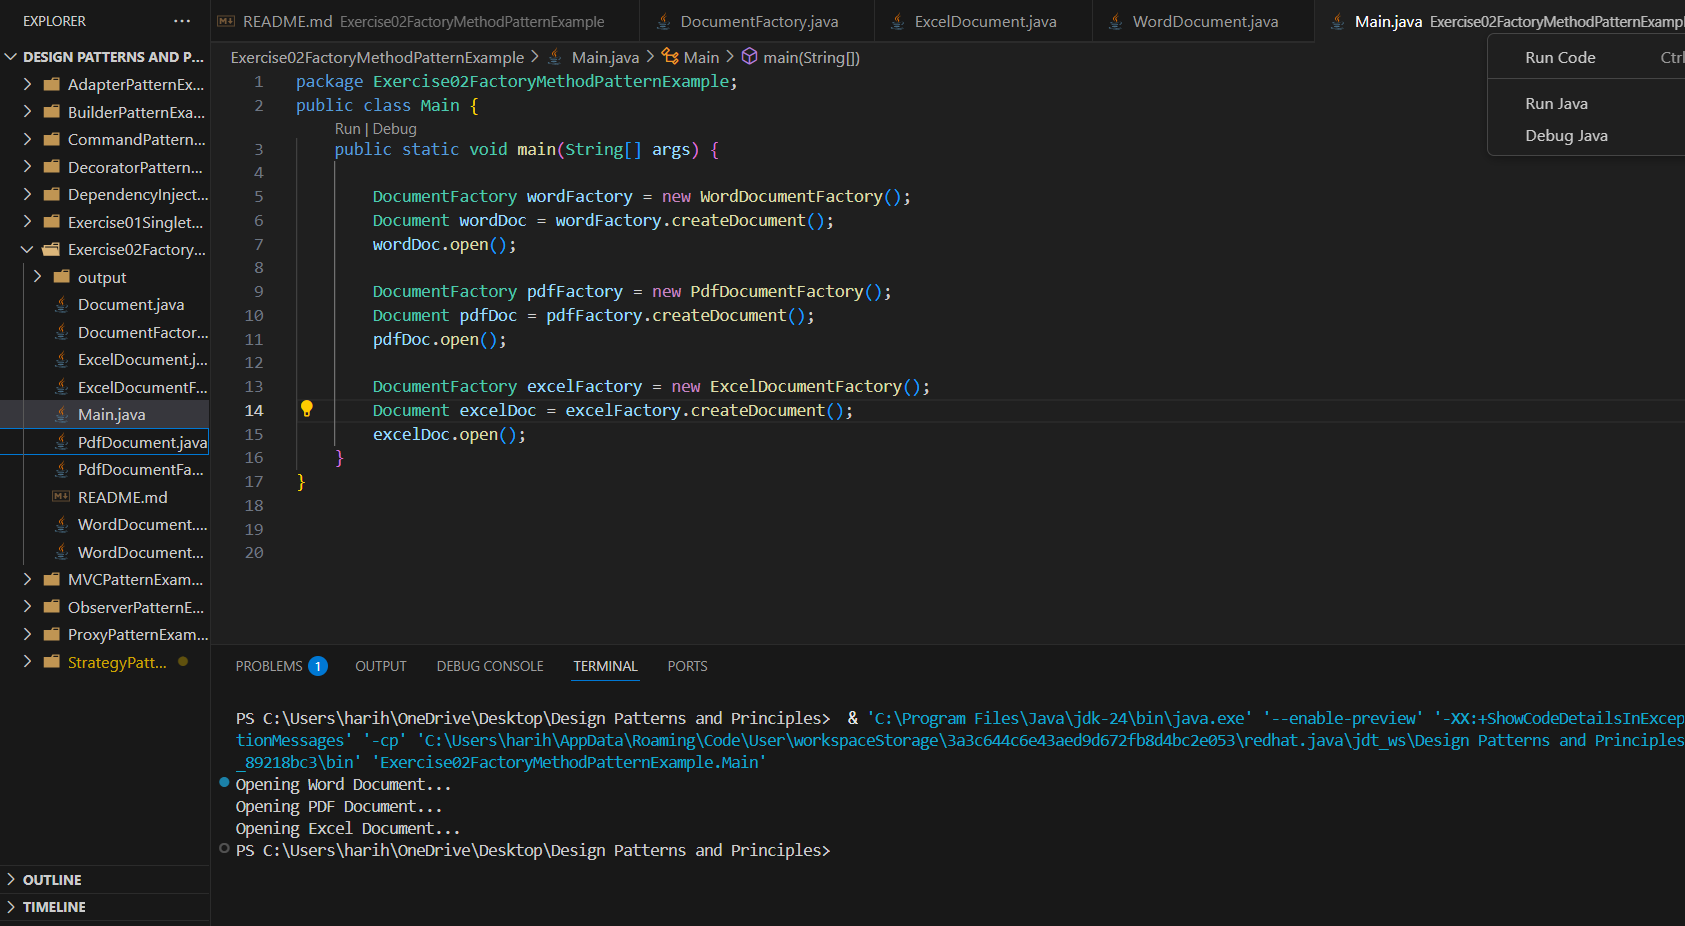 EXPLORER
DESIGN PATTERNS AND P...
AdapterPatternEx...
BuilderPatternExa...
CommandPattern...
DecoratorPattern...
DependencyInject...
Exercise01Singlet...
Exercise02Factory...
output
Document.java
DocumentFactor...
ExcelDocument.j...
ExcelDocumentF...
Main.java
PdfDocument.java
PdfDocumentFa...
README.md
WordDocument....
WordDocument...
MVCPatternExam...
ObserverPatternE...
ProxyPatternExam...
StrategyPatt...
OUTLINE
TIMELINE
README.md Exercise02FactoryMethodPatternExample
DocumentFactory.java
ExcelDocument.java
WordDocument.java
Main.java Exercise02FactoryMethodPatternExampl
Exercise02FactoryMethodPatternExample > Main.java > Main > main(String[])
Run Code Ctrl
Run Java
Debug Java
1 package Exercise02FactoryMethodPatternExample;
2 public class Main {
Run | Debug
3 public static void main(String[] args) {
4
5 DocumentFactory wordFactory = new WordDocumentFactory();
6 Document wordDoc = wordFactory.createDocument();
7 wordDoc.open();
8
9 DocumentFactory pdfFactory = new PdfDocumentFactory();
10 Document pdfDoc = pdfFactory.createDocument();
11 pdfDoc.open();
12
13 DocumentFactory excelFactory = new ExcelDocumentFactory();
14 Document excelDoc = excelFactory.createDocument();
15 excelDoc.open();
16 }
17 }
18
19
20
PROBLEMS 1 OUTPUT DEBUG CONSOLE TERMINAL PORTS
PS C:\Users\harih\OneDrive\Desktop\Design Patterns and Principles> & 'C:\Program Files\Java\jdk-24\bin\java.exe' '--enable-preview' '-XX:+ShowCodeDetailsInExcep
tionMessages' '-cp' 'C:\Users\harih\AppData\Roaming\Code\User\workspaceStorage\3a3c644c6e43aed9d672fb8d4bc2e053\redhat.java\jdt_ws\Design Patterns and Principles
_89218bc3\bin' 'Exercise02FactoryMethodPatternExample.Main'
Opening Word Document...
Opening PDF Document...
Opening Excel Document...
PS C:\Users\harih\OneDrive\Desktop\Design Patterns and Principles>